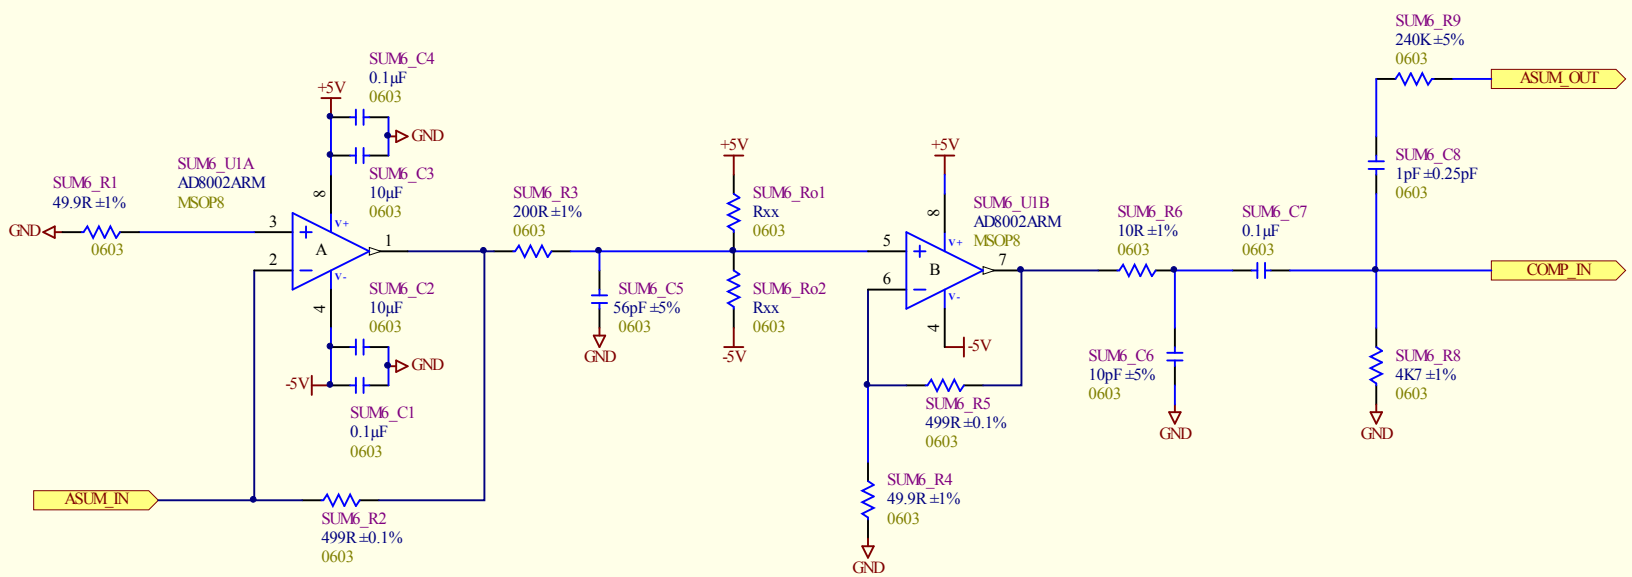 SUM6_R9
240K ±5%
0603
ASUM_OUT
SUM6_C4
0.1µF
0603
+5V
GND
SUM6_C3
10µF
0603
SUM6_U1A
AD8002ARM
MSOP8
SUM6_R1
49.9R ±1%
0603
GND
3
2
8
V+
A
V-
4
1
SUM6_C2
10µF
0603
GND
-5V
SUM6_C1
0.1µF
0603
ASUM_IN
SUM6_R2
499R ±0.1%
0603
SUM6_R3
200R ±1%
0603
SUM6_C5
56pF ±5%
0603
GND
+5V
SUM6_Ro1
Rxx
0603
SUM6_Ro2
Rxx
0603
-5V
+5V
8
SUM6_U1B
AD8002ARM
MSOP8
5
6
V+
B
V-
7
4
-5V
SUM6_R5
499R ±0.1%
0603
SUM6_R4
49.9R ±1%
0603
GND
SUM6_R6
10R ±1%
0603
SUM6_C7
0.1µF
0603
SUM6_C6
10pF ±5%
0603
GND
SUM6_C8
1pF ±0.25pF
0603
COMP_IN
SUM6_R8
4K7 ±1%
0603
GND